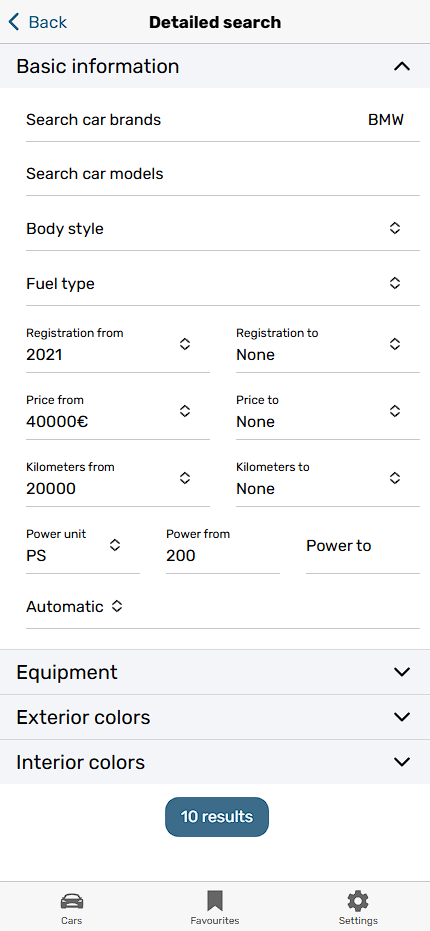 Back
Detailed search
Basic information
Search car brands BMW
Search car models
Body style
Fuel type
Registration from Registration to
2021 None
Price from Price to
40000€ None
Kilometers from Kilometers to
20000 None
Power unit Power from
PS 200 Power to
Automatic
Equipment
Exterior colors
Interior colors
10 results
Cars Favourites Settings